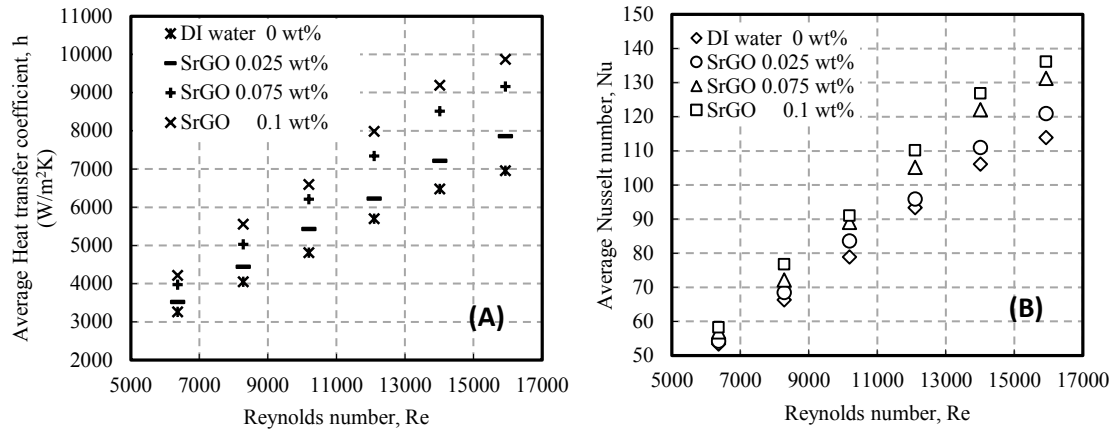 Average Heat transfer coefficient, h
(W/m²K)
11000
10000
9000
8000
7000
6000
5000
4000
3000
2000
DI water 0 wt%
SrGO 0.025 wt%
SrGO 0.075 wt%
SrGO 0.1 wt%
(A)
5000 7000 9000 11000 13000 15000 17000
Reynolds number, Re
Average Nusselt number, Nu
150
140
130
120
110
100
90
80
70
60
50
DI water 0 wt%
SrGO 0.025 wt%
SrGO 0.075 wt%
SrGO 0.1 wt%
(B)
5000 7000 9000 11000 13000 15000 17000
Reynolds number, Re